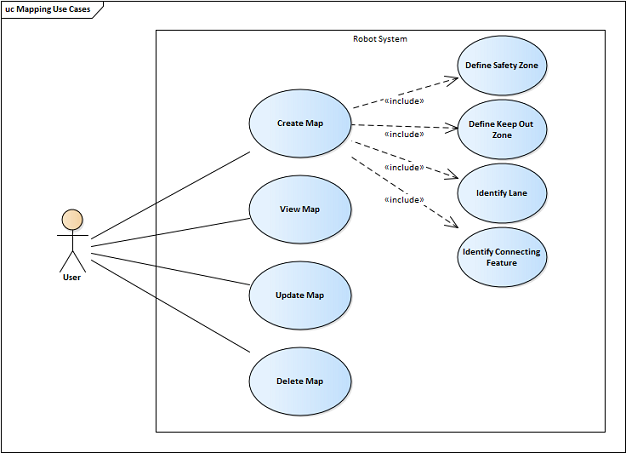 uc Mapping Use Cases
Robot System
Define Safety Zone
«include»
Create Map
Define Keep Out
Zone
«include»
«include»
Identify Lane
«include»
View Map
Identify Connecting
Feature
User
Update Map
Delete Map